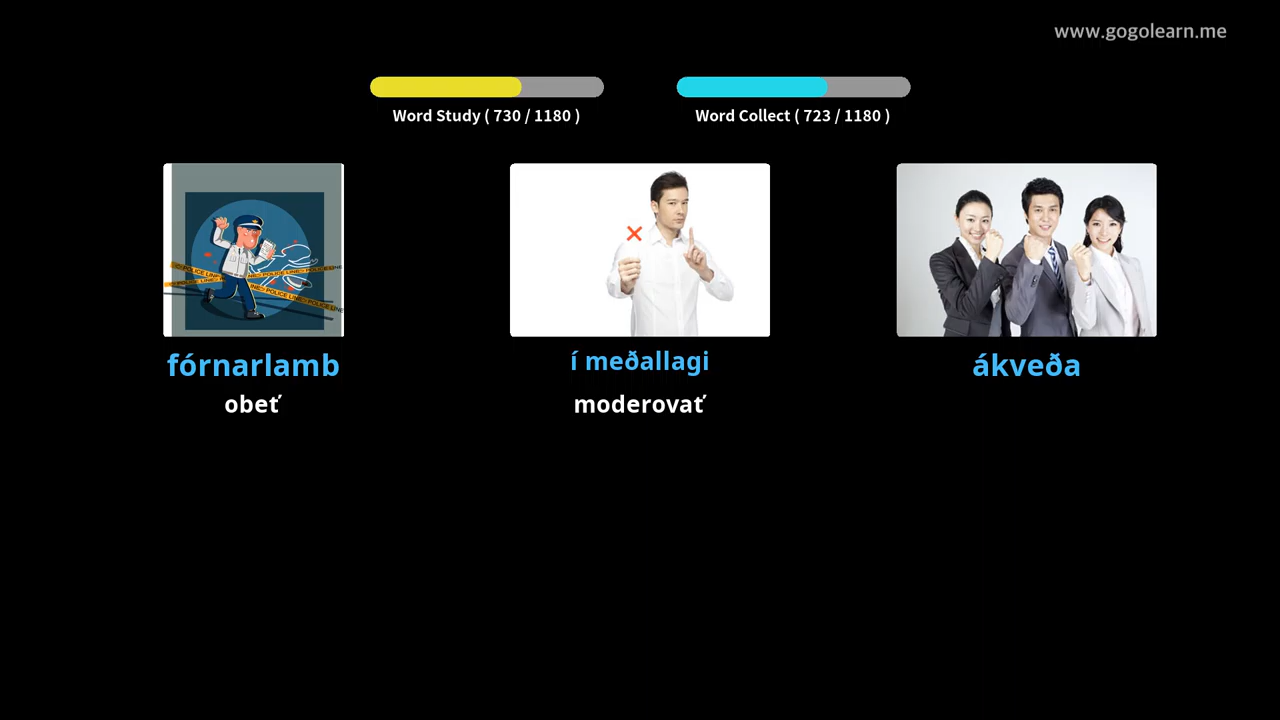 www.gogolearn.me
Word Study ( 730 / 1180 )
Word Collect ( 723 / 1180 )
fórnarlamb
í meðallagi
ákveða
obeť
moderovať